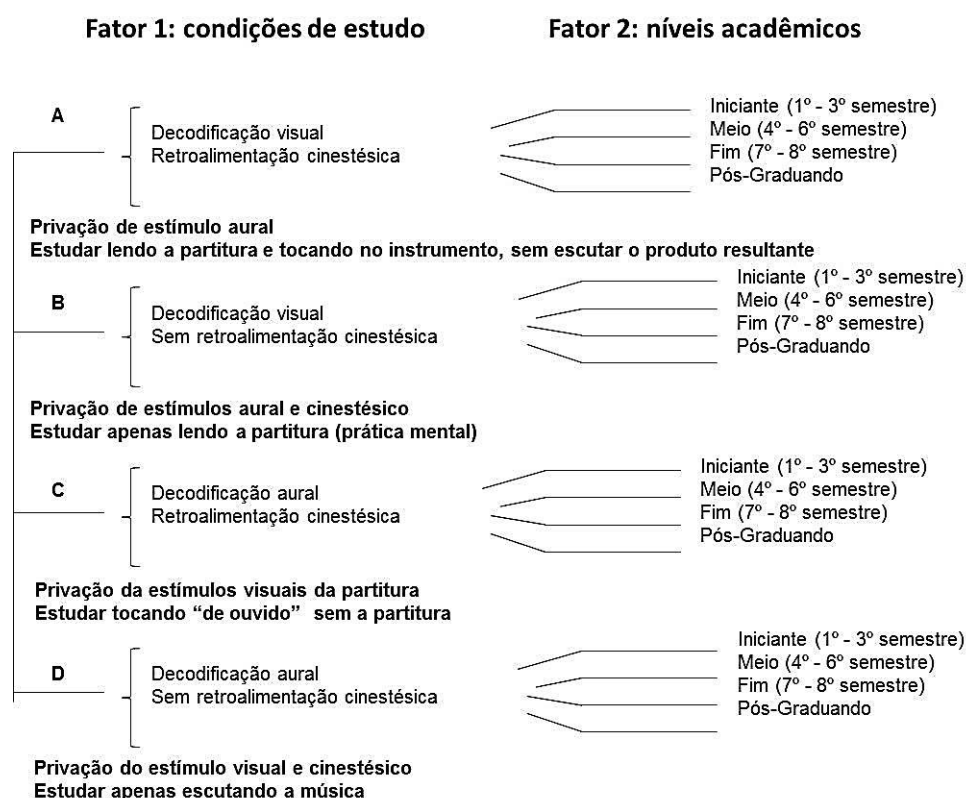 Fator 1: condições de estudo
Fator 2: níveis acadêmicos
A
Decodificação visual
Retroalimentação cinestésica
Iniciante (1º - 3º semestre)
Meio (4º - 6º semestre)
Fim (7º - 8º semestre)
Pós-Graduando
Privação de estímulo aural
Estudar lendo a partitura e tocando no instrumento, sem escutar o produto resultante
B
Decodificação visual
Sem retroalimentação cinestésica
Iniciante (1º - 3º semestre)
Meio (4º - 6º semestre)
Fim (7º - 8º semestre)
Pós-Graduando
Privação de estímulos aural e cinestésico
Estudar apenas lendo a partitura (prática mental)
C
Decodificação aural
Retroalimentação cinestésica
Iniciante (1º - 3º semestre)
Meio (4º - 6º semestre)
Fim (7º - 8º semestre)
Pós-Graduando
Privação da estímulos visuais da partitura
Estudar tocando “de ouvido” sem a partitura
D
Decodificação aural
Sem retroalimentação cinestésica
Iniciante (1º - 3º semestre)
Meio (4º - 6º semestre)
Fim (7º - 8º semestre)
Pós-Graduando
Privação do estímulo visual e cinestésico
Estudar apenas escutando a música